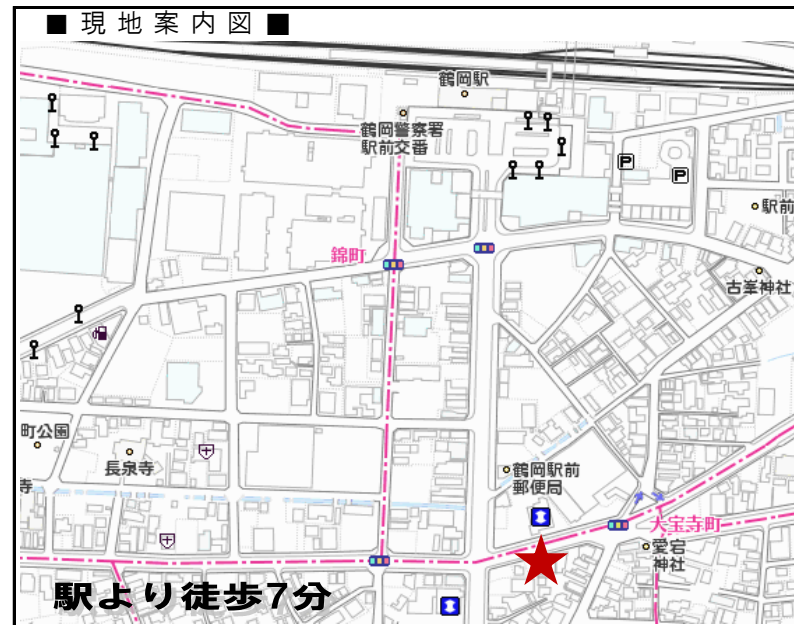 ■ 現地案内図 ■
鶴岡駅
鶴岡警察署
駅前交番
P
P
駅前
錦町
古峯神社
町公園
長泉寺
寺
鶴岡駅前
郵便局
大宝寺町
愛宕
神社
駅より徒歩7分